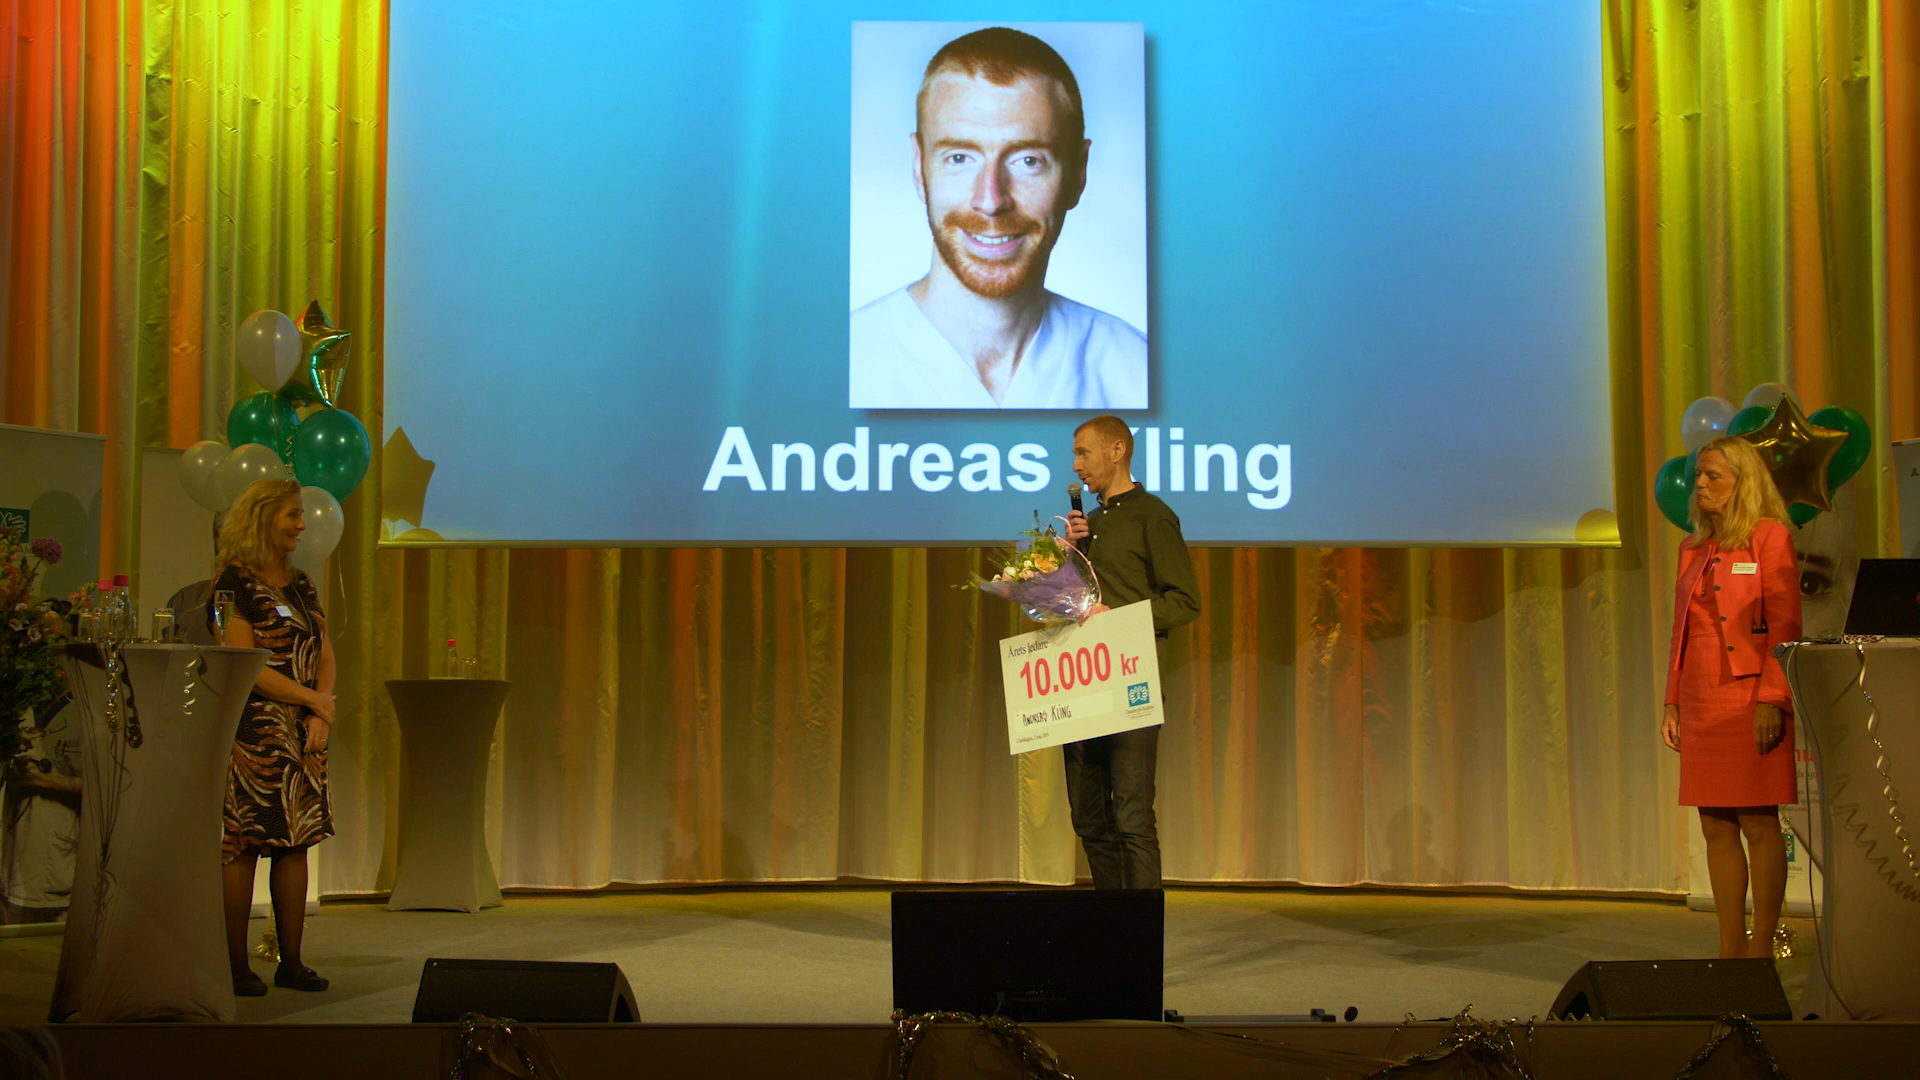 Andreas Kling
Årets ledare
10.000 kr
ANDREAS KLING